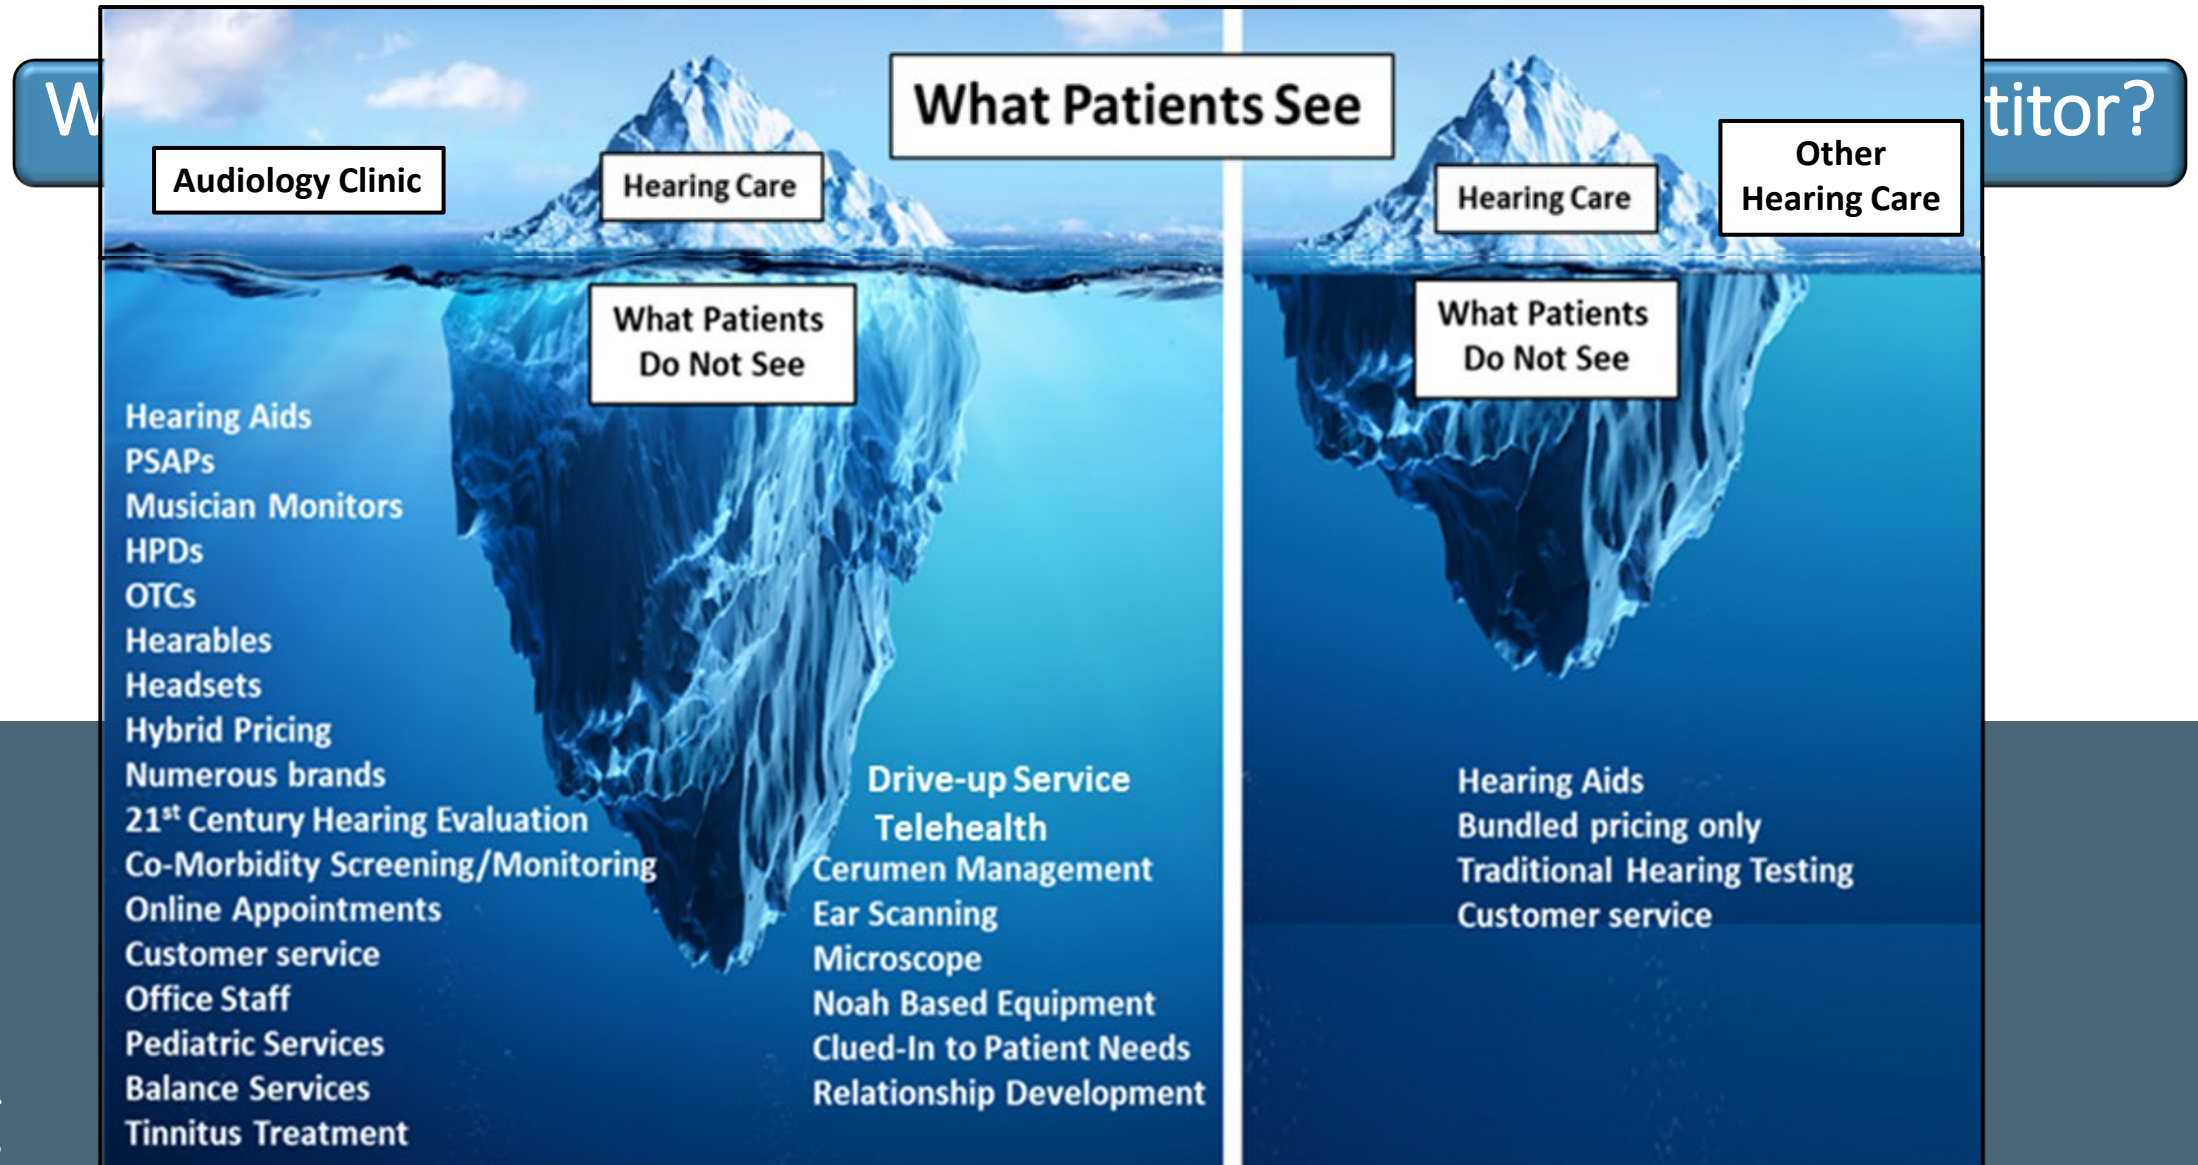 What Patients See
Audiology Clinic
Hearing Care
What Patients
Do Not See
Hearing Aids
PSAPs
Musician Monitors
HPDs
OTCs
Hearables
Headsets
Hybrid Pricing
Numerous brands
21st Century Hearing Evaluation
Co-Morbidity Screening/Monitoring
Online Appointments
Customer service
Office Staff
Pediatric Services
Balance Services
Tinnitus Treatment
Drive-up Service
Telehealth
Cerumen Management
Ear Scanning
Microscope
Noah Based Equipment
Clued-In to Patient Needs
Relationship Development
Hearing Care
Other
Hearing Care
What Patients
Do Not See
Hearing Aids
Bundled pricing only
Traditional Hearing Testing
Customer service